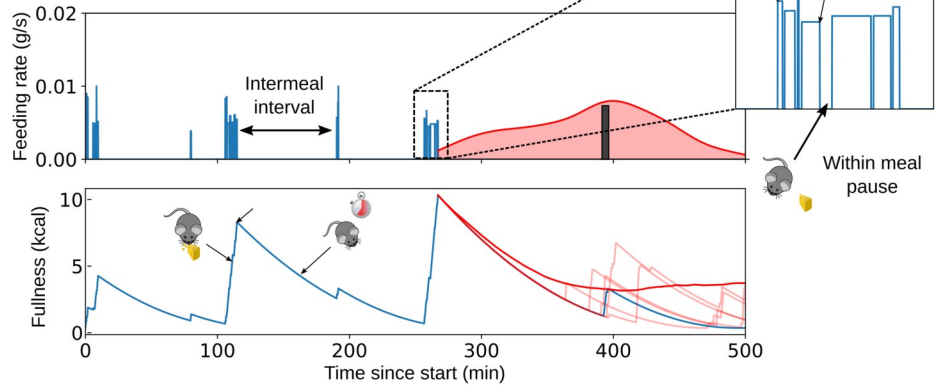 Feeding rate (g/s)
0.02
0.01
0.00
Intermeal
interval
Within meal
pause
Fullness (kcal)
10
5
0
0
100
200
300
400
500
Time since start (min)